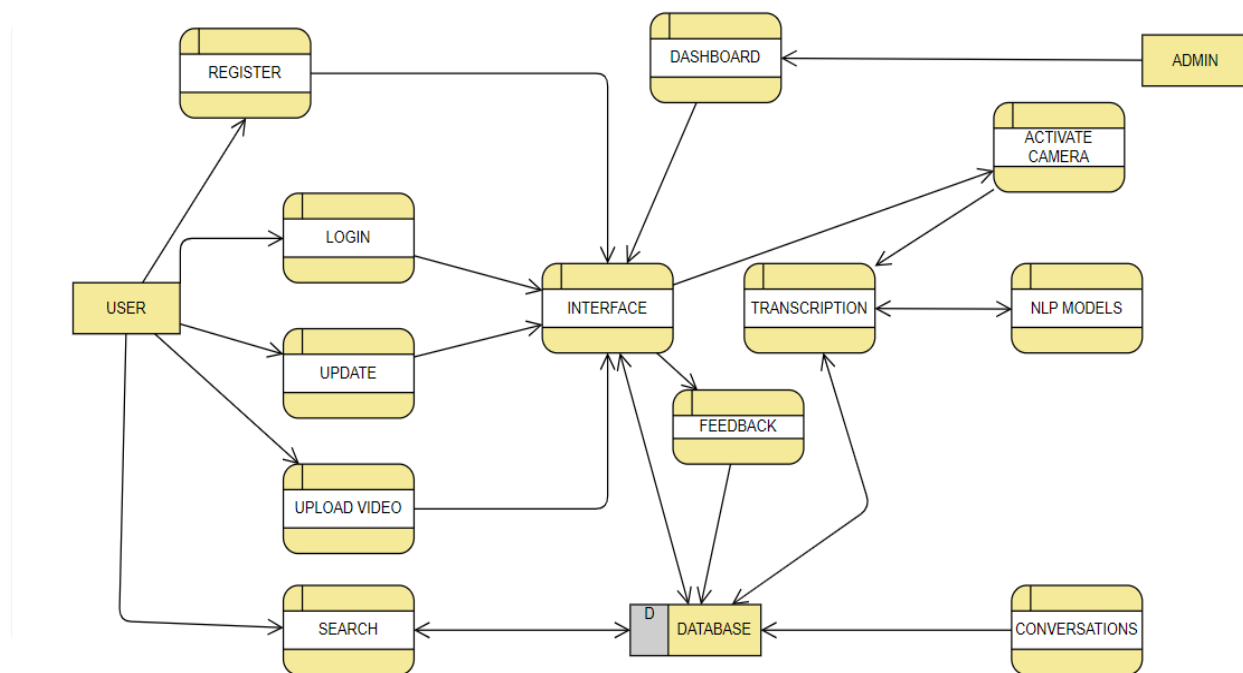 REGISTER
DASHBOARD
ADMIN
ACTIVATE
CAMERA
LOGIN
USER
INTERFACE
TRANSCRIPTION
NLP MODELS
UPDATE
FEEDBACK
UPLOAD VIDEO
SEARCH
D
DATABASE
CONVERSATIONS